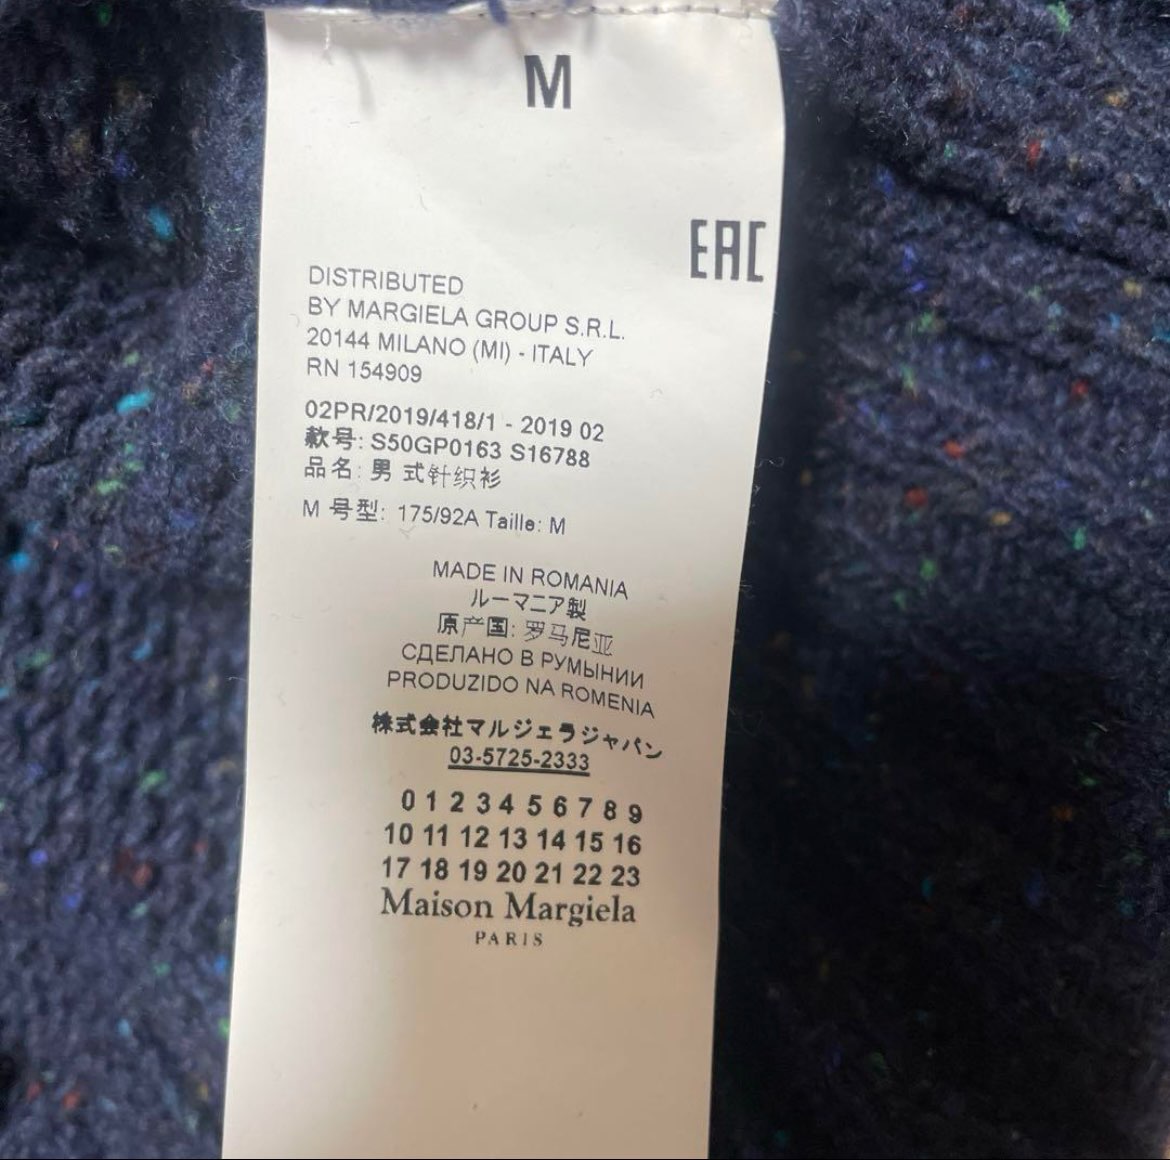 M
EAC
DISTRIBUTED
BY MARGIELA GROUP S.R.L.
20144 MILANO (MI) - ITALY
RN 154909
02PR/2019/418/1 - 2019 02
款号: S50GP0163 S16788
品名: 男 式针织衫
M 号型: 175/92A Taille: M
MADE IN ROMANIA
ルーマニア製
原产国: 罗马尼亚
СДЕЛАНО В РУМЫНИИ
PRODUZIDO NA ROMENIA
株式会社マルジェラジャパン
03-5725-2333
0 1 2 3 4 5 6 7 8 9
10 11 12 13 14 15 16
17 18 19 20 21 22 23
Maison Margiela
PARIS